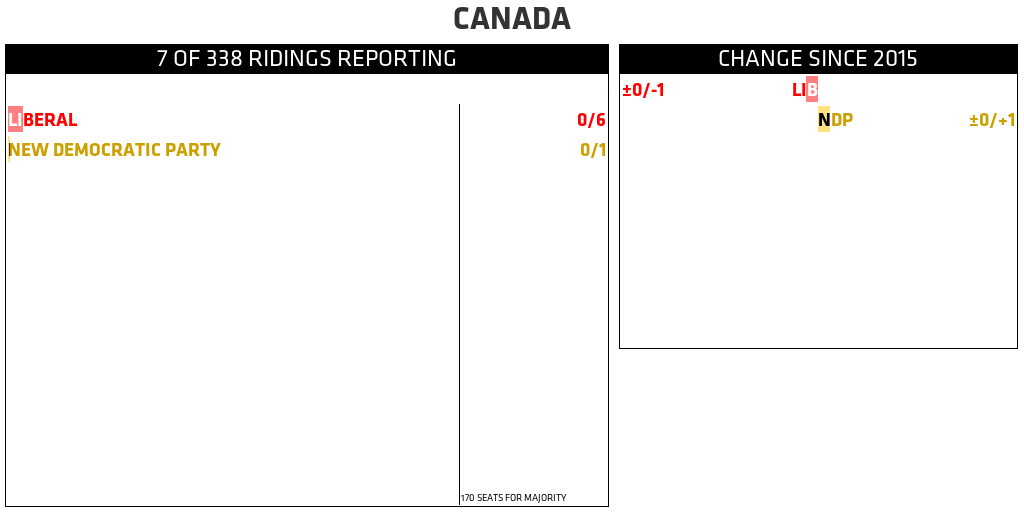 CANADA
7 OF 338 RIDINGS REPORTING
LIBERAL 0/6
NEW DEMOCRATIC PARTY 0/1
170 SEATS FOR MAJORITY
CHANGE SINCE 2015
±0/-1 LIB
NDP ±0/+1